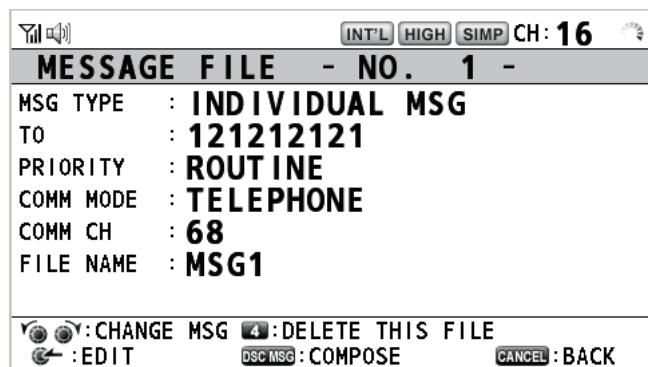 INT'L HIGH SIMP CH: 16
MESSAGE FILE - NO. 1 -
MSG TYPE : INDIVIDUAL MSG
TO : 121212121
PRIORITY : ROUTINE
COMM MODE : TELEPHONE
COMM CH : 68
FILE NAME : MSG1
:CHANGE MSG 4:DELETE THIS FILE
:EDIT DSC MSG:COMPOSE CANCEL:BACK